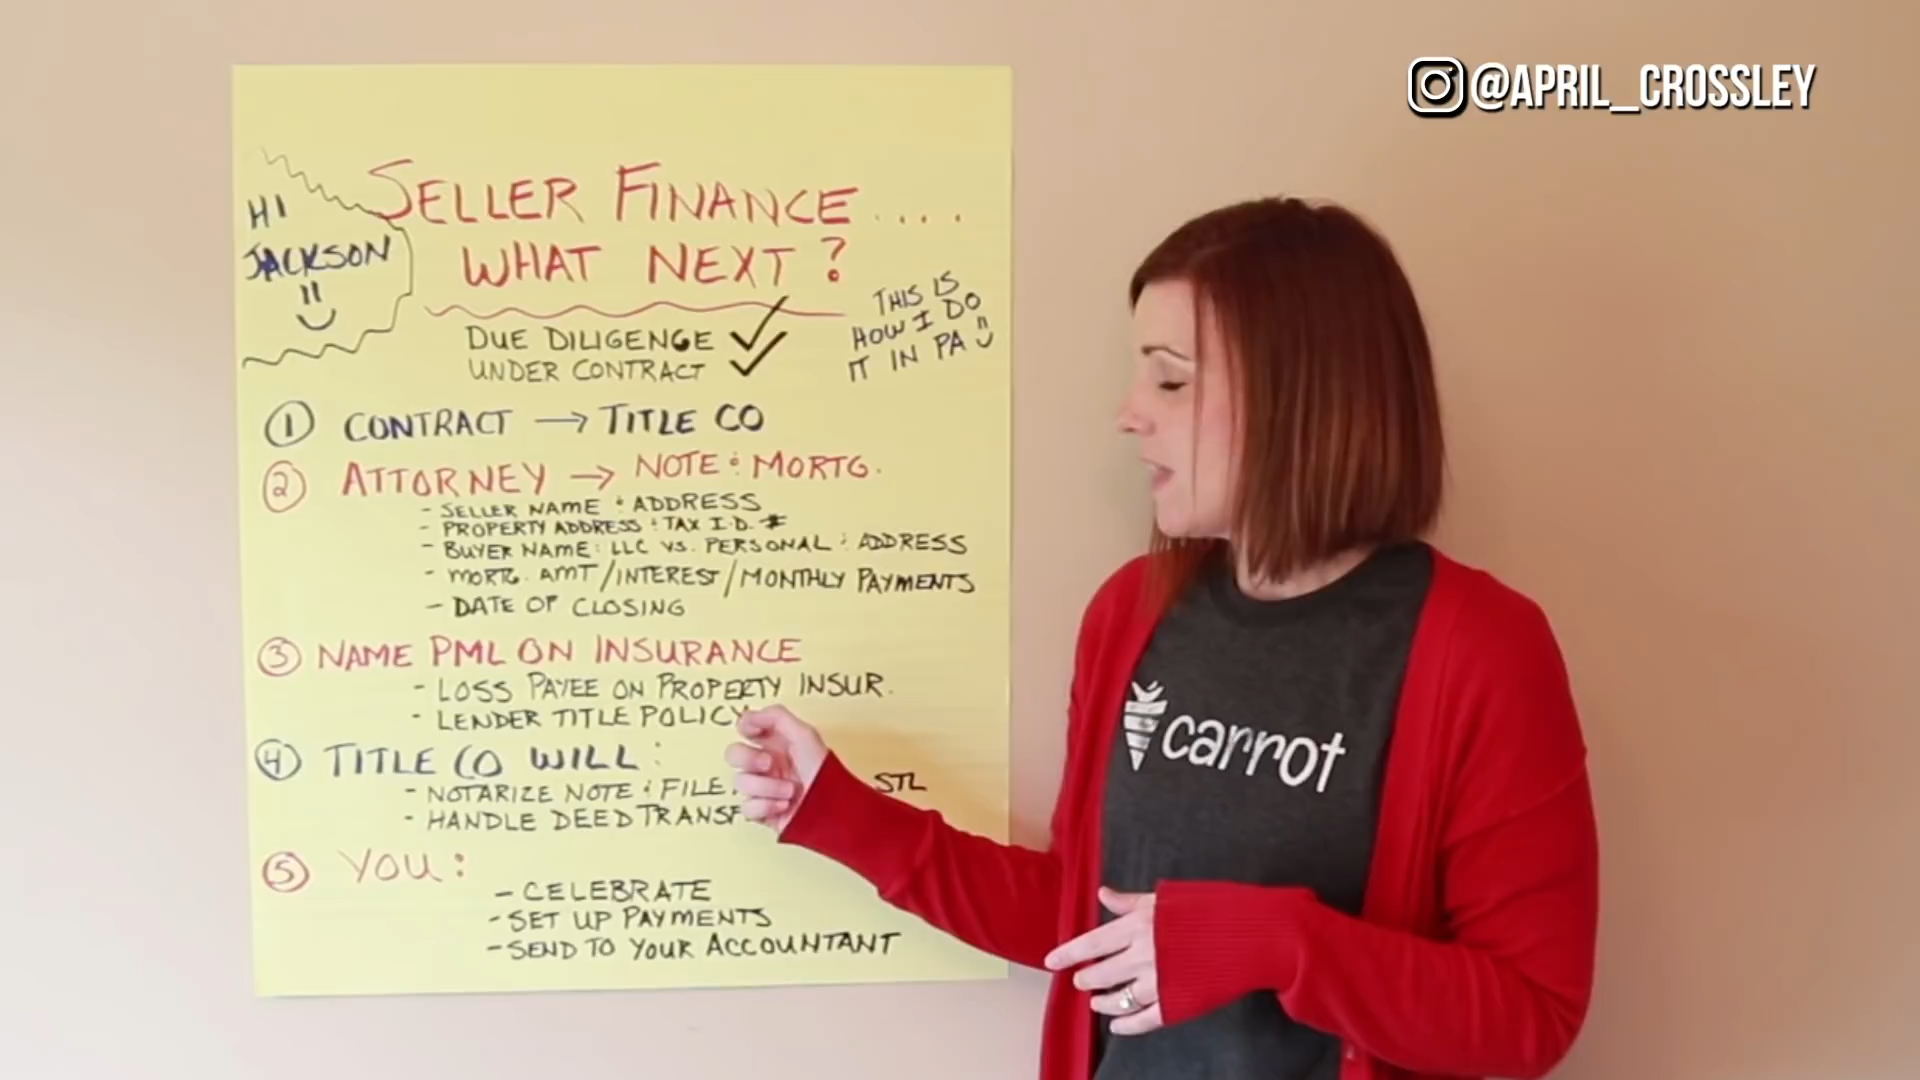 @APRIL_CROSSLEY
HI
JACKSON
SELLER FINANCE ....
WHAT NEXT?
THIS IS
HOW I DO
IT IN PA
DUE DILIGENCE
UNDER CONTRACT
① CONTRACT → TITLE CO
② ATTORNEY → NOTE & MORTG.
- SELLER NAME & ADDRESS
- PROPERTY ADDRESS & TAX I.D. #
- BUYER NAME: LLC VS. PERSONAL & ADDRESS
- MORTG. AMT/INTEREST/MONTHLY PAYMENTS
- DATE OF CLOSING
③ NAME PML ON INSURANCE
- LOSS PAYEE ON PROPERTY INSUR.
- LENDER TITLE POLICY
④ TITLE CO WILL:
- NOTARIZE NOTE & FILE
- HANDLE DEED
⑤ YOU:
- CELEBRATE
- SET UP PAYMENTS
- SEND TO YOUR ACCOUNTANT
carrot